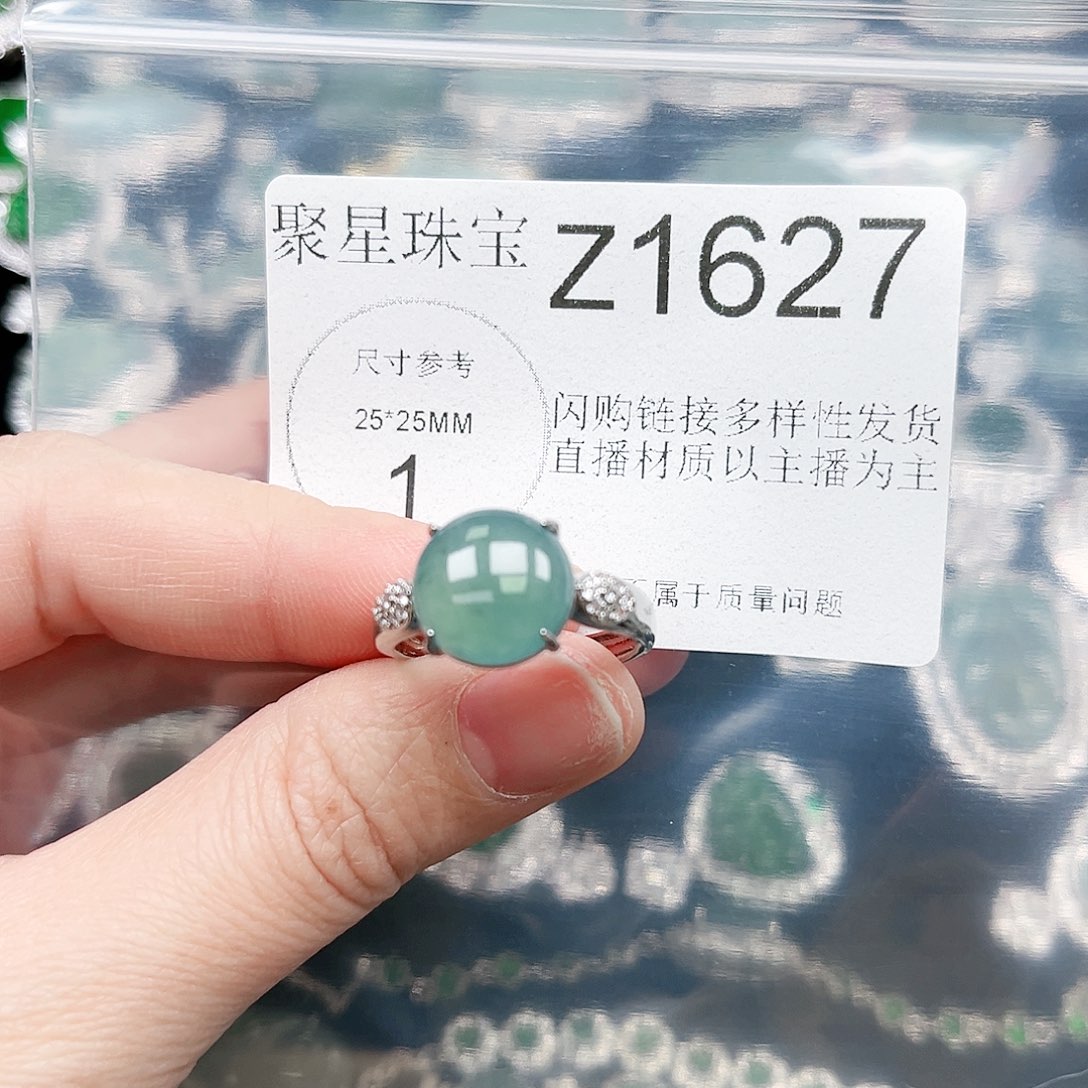 聚星珠宝 Z1627
尺寸参考
25*25MM
1
闪购链接多样性发货
直播材质以主播为主
属于质量问题